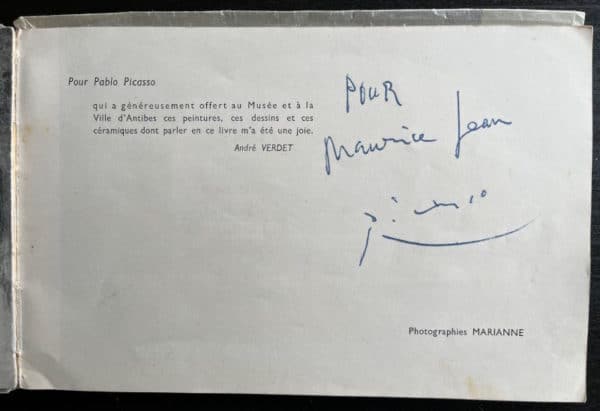 Pour Pablo Picasso
qui a généreusement offert au Musée et à la
Ville d'Antibes ces peintures, ces dessins et ces
céramiques dont parler en ce livre m'a été une joie.
André VERDET
POUR
Maurice Jean
Picasso
Photographies MARIANNE